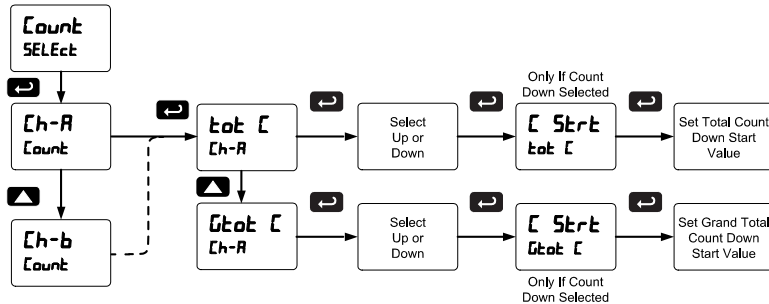 Count
SELEct
Only If Count
Down Selected
Ch-A
Count
tot C
Ch-A
Select
Up or
Down
C Strt
tot C
Set Total Count
Down Start
Value
Ch-b
Count
Gtot C
Ch-A
Select
Up or
Down
C Strt
Gtot C
Set Grand Total
Count Down
Start Value
Only If Count
Down Selected